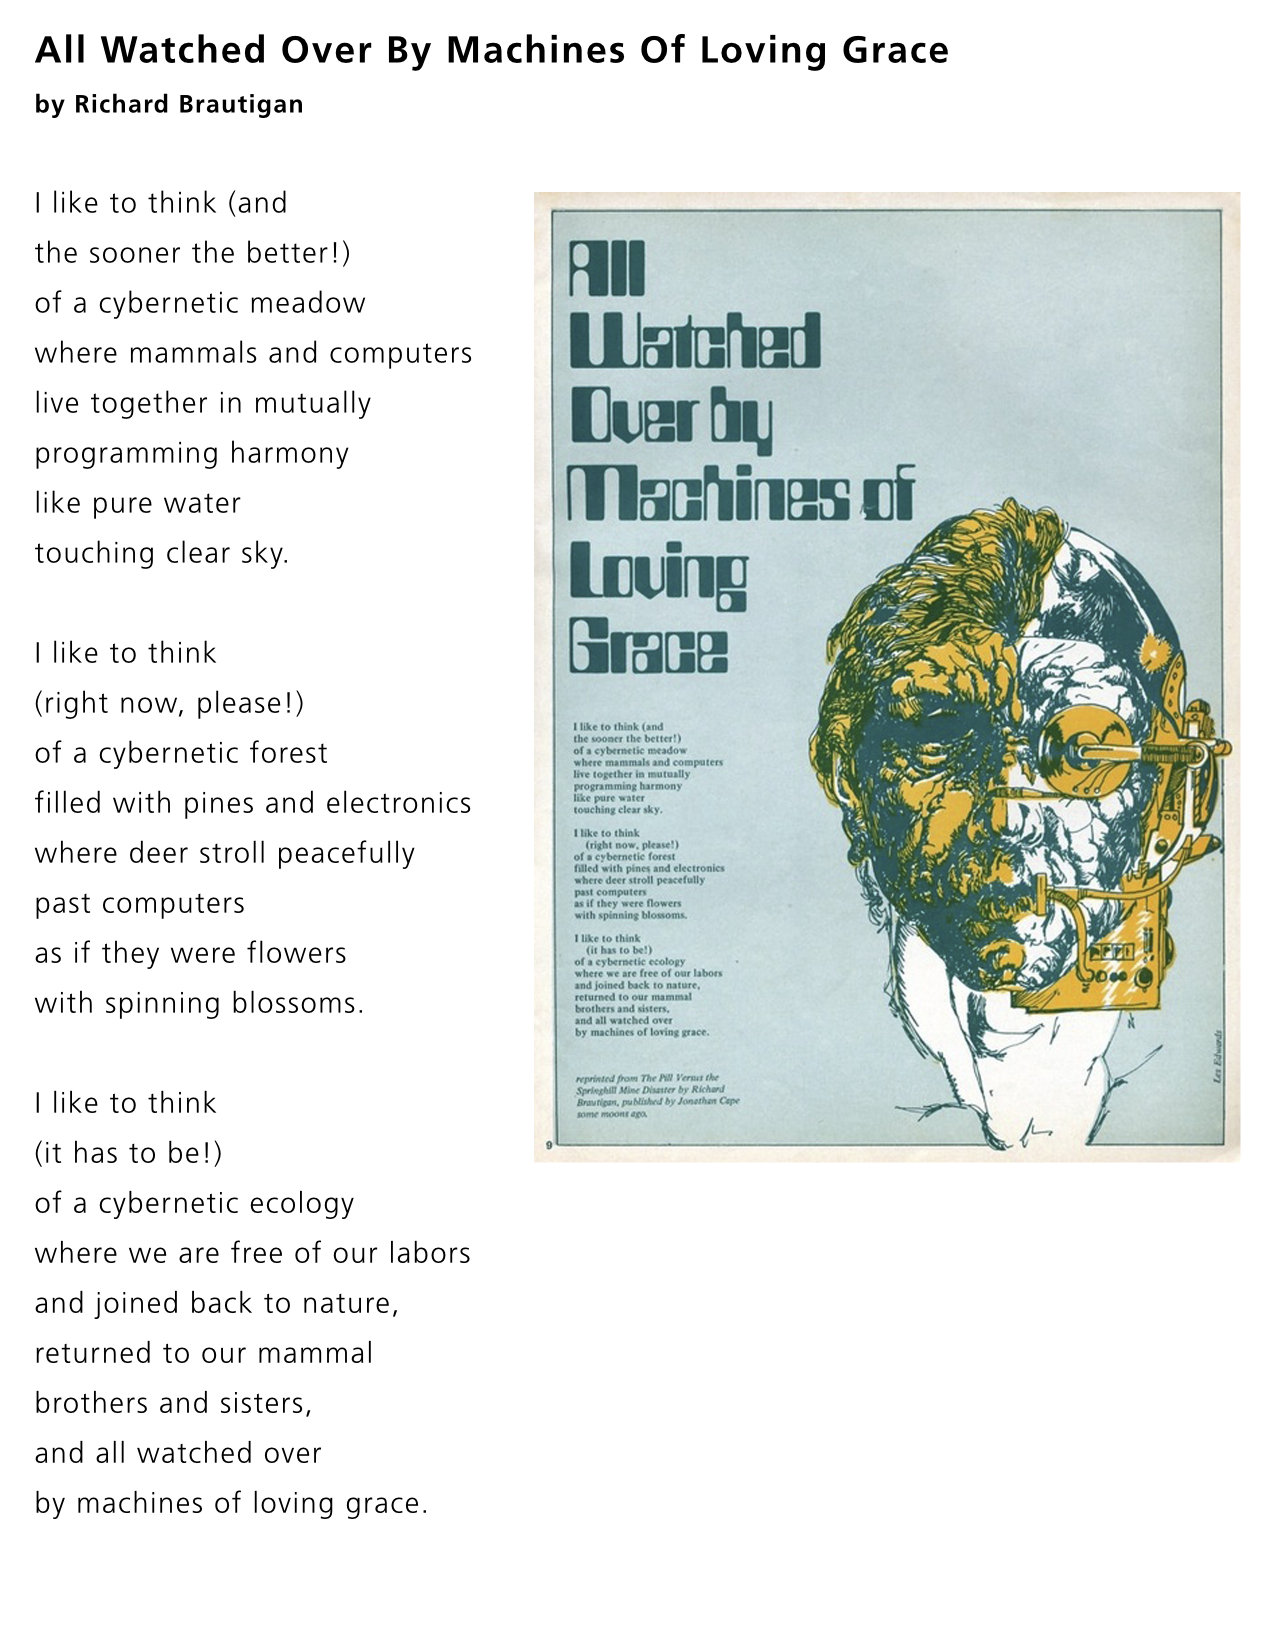 All Watched Over By Machines Of Loving Grace
by Richard Brautigan
I like to think (and
the sooner the better!)
of a cybernetic meadow
where mammals and computers
live together in mutually
programming harmony
like pure water
touching clear sky.
I like to think
(right now, please!)
of a cybernetic forest
filled with pines and electronics
where deer stroll peacefully
past computers
as if they were flowers
with spinning blossoms.
I like to think
(it has to be!)
of a cybernetic ecology
where we are free of our labors
and joined back to nature,
returned to our mammal
brothers and sisters,
and all watched over
by machines of loving grace.
All
Watched
Over by
Machines of
Loving
Grace
I like to think (and
the sooner the better!)
of a cybernetic meadow
where mammals and computers
live together in mutually
programming harmony
like pure water
touching clear sky.
I like to think
(right now, please!)
of a cybernetic forest
filled with pines and electronics
where deer stroll peacefully
past computers
as if they were flowers
with spinning blossoms.
I like to think
(it has to be!)
of a cybernetic ecology
where we are free of our labors
and joined back to nature,
returned to our mammal
brothers and sisters,
and all watched over
by machines of loving grace.
reprinted from The Pill Versus the
Springhill Mine Disaster by Richard
Brautigan, published by Jonathan Cape
some moons ago.
Les Edwards
9